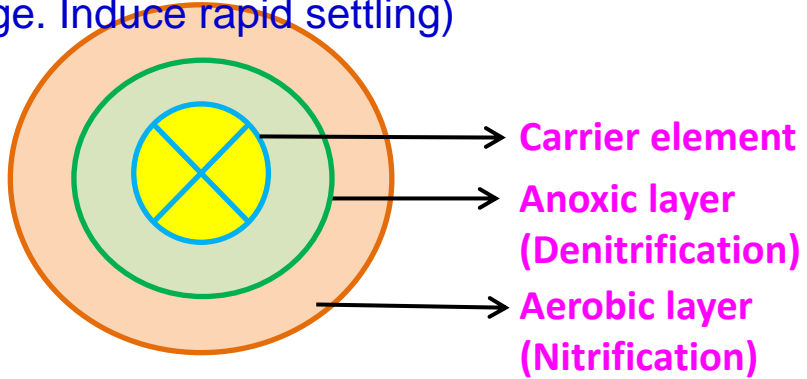 ge. Induce rapid settling)
Carrier element
Anoxic layer
(Denitrification)
Aerobic layer
(Nitrification)